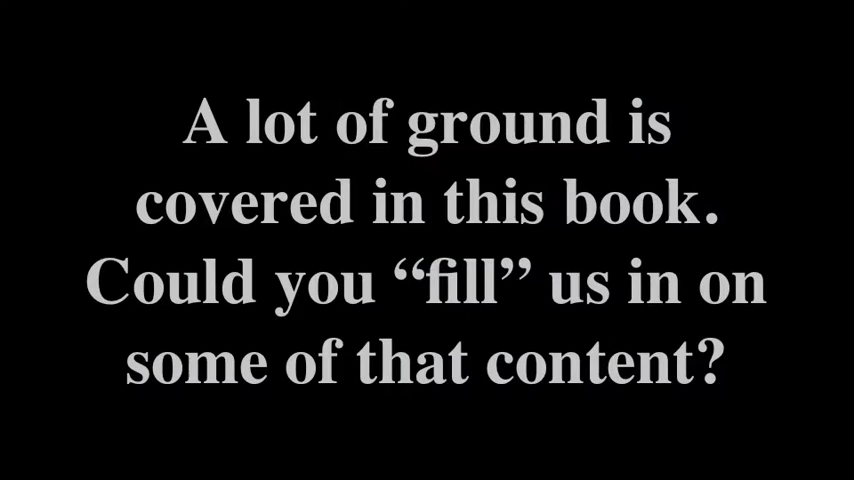 A lot of ground is
covered in this book.
Could you “fill” us in on
some of that content?